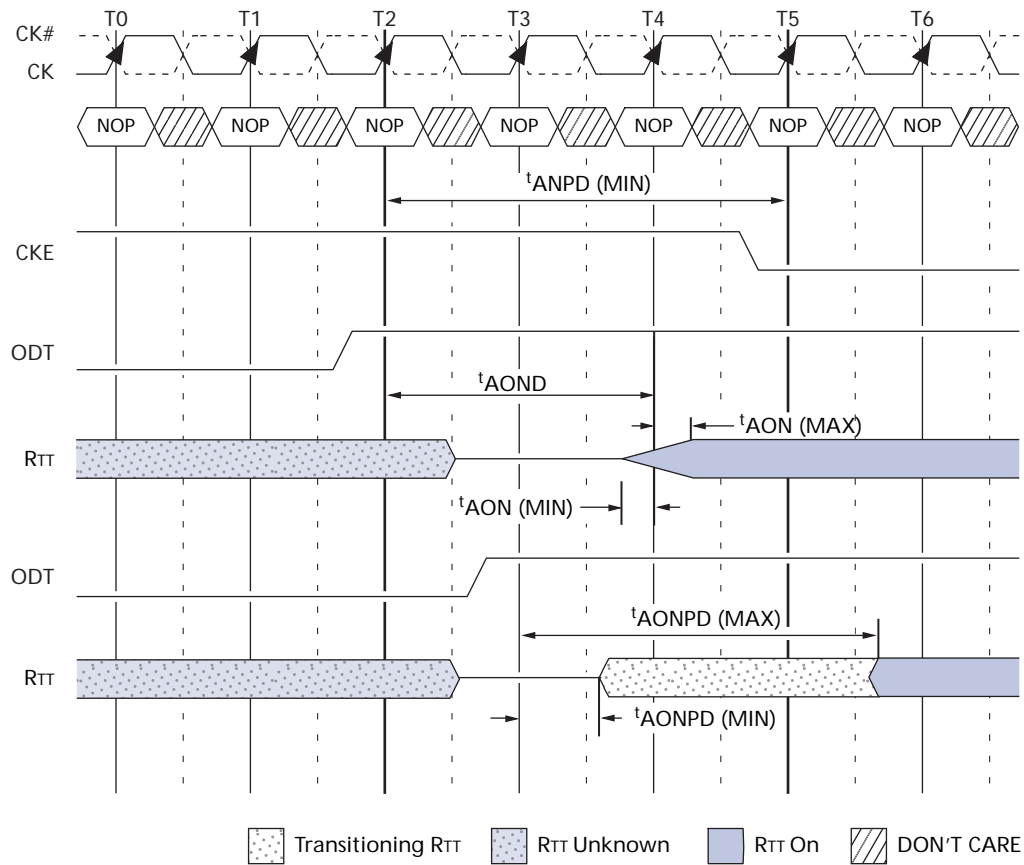 T0 T1 T2 T3 T4 T5 T6
CK#
CK
NOP NOP NOP NOP NOP NOP NOP
tANPD (MIN)
CKE
ODT
tAOND
tAON (MAX)
RTT
tAON (MIN)
ODT
tAONPD (MAX)
RTT
tAONPD (MIN)
Transitioning RTT RTT Unknown RTT On DON'T CARE